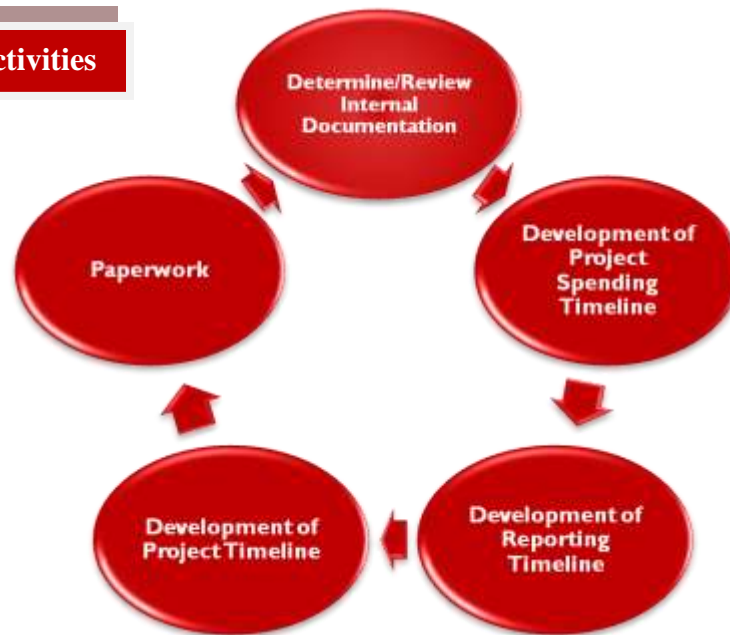 ctivities
Determine/Review
Internal
Documentation
Development of
Project
Spending
Timeline
Development of
Reporting
Timeline
Development of
Project Timeline
Paperwork